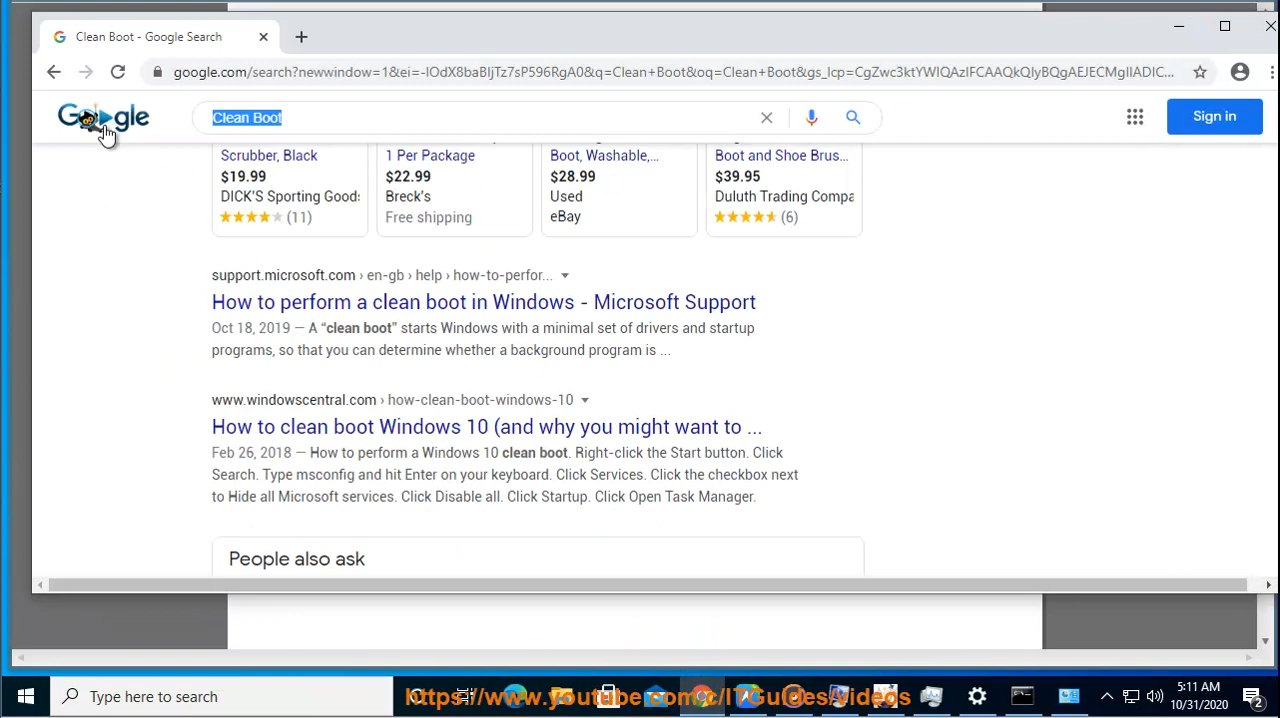 Clean Boot - Google Search
google.com/search?newwindow=1&ei=-IOdX8baBIjTz7sP596RgA0&q=Clean+Boot&oq=Clean+Boot&gs_lcp=CgZwc3ktYWIQAzIFCAAQkQIyBQgAEJECMgIIADIC...
Google
Clean Boot
Sign in
Scrubber, Black
1 Per Package
Boot, Washable,...
Boot and Shoe Brus...
$19.99
$22.99
$28.99
$39.95
DICK'S Sporting Goods
Breck's
Used
Duluth Trading Compa
(11)
Free shipping
eBay
(6)
support.microsoft.com › en-gb › help › how-to-perfor...
How to perform a clean boot in Windows - Microsoft Support
Oct 18, 2019 — A “clean boot” starts Windows with a minimal set of drivers and startup
programs, so that you can determine whether a background program is ...
www.windowscentral.com › how-clean-boot-windows-10
How to clean boot Windows 10 (and why you might want to ...
Feb 26, 2018 — How to perform a Windows 10 clean boot. Right-click the Start button. Click
Search. Type msconfig and hit Enter on your keyboard. Click Services. Click the checkbox next
to Hide all Microsoft services. Click Disable all. Click Startup. Click Open Task Manager.
People also ask
Type here to search
https://www.youtube.com/c/ITGuides/videos
5:11 AM
10/31/2020
2